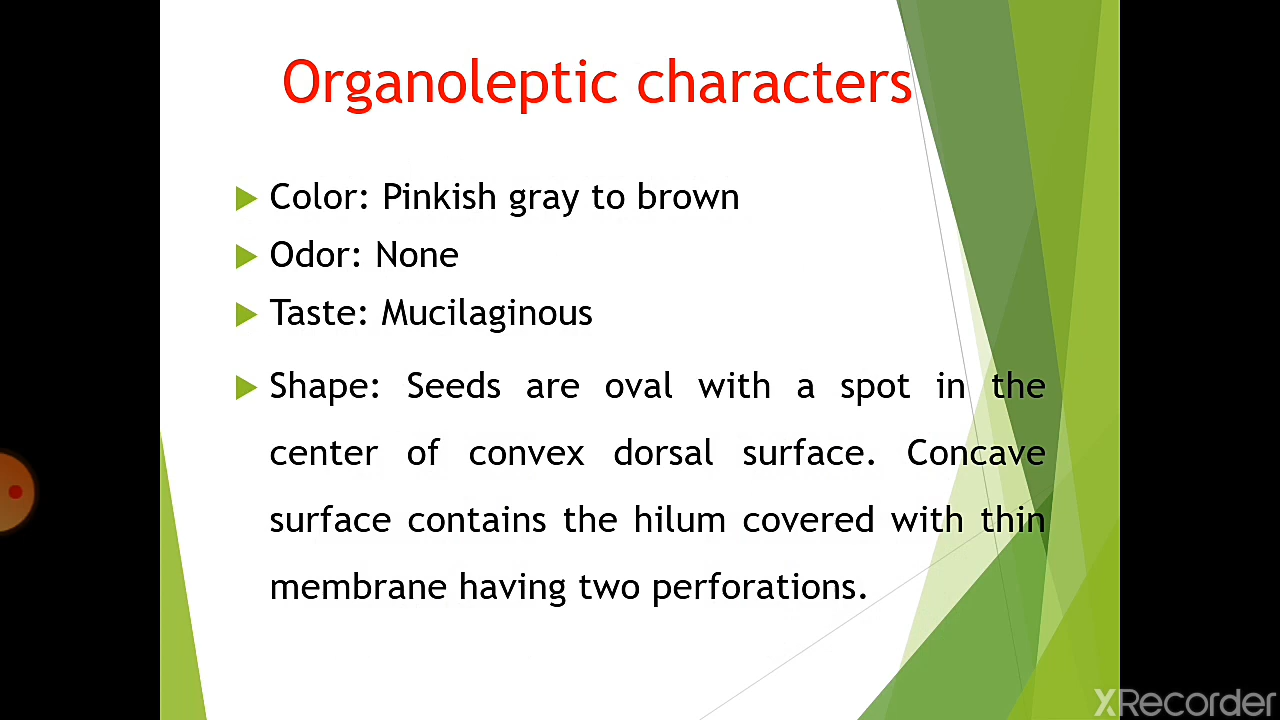 Organoleptic characters
Color: Pinkish gray to brown
Odor: None
Taste: Mucilaginous
Shape: Seeds are oval with a spot in the
center of convex dorsal surface. Concave
surface contains the hilum covered with thin
membrane having two perforations.
XRecorder